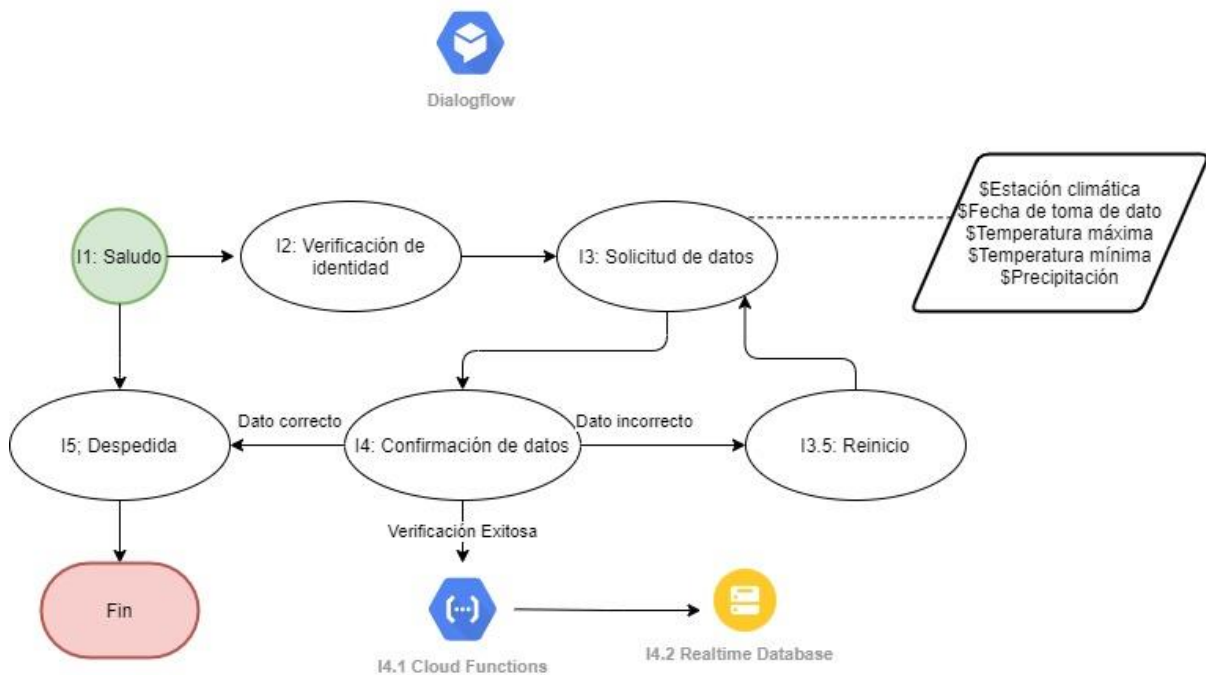 Dialogflow
$Estación climática
$Fecha de toma de dato
$Temperatura máxima
$Temperatura mínima
$Precipitación
I1: Saludo
I2: Verificación de
identidad
I3: Solicitud de datos
Dato correcto
Dato incorrecto
I5; Despedida
I4: Confirmación de datos
I3.5: Reinicio
Verificación Exitosa
Fin
I4.1 Cloud Functions
I4.2 Realtime Database